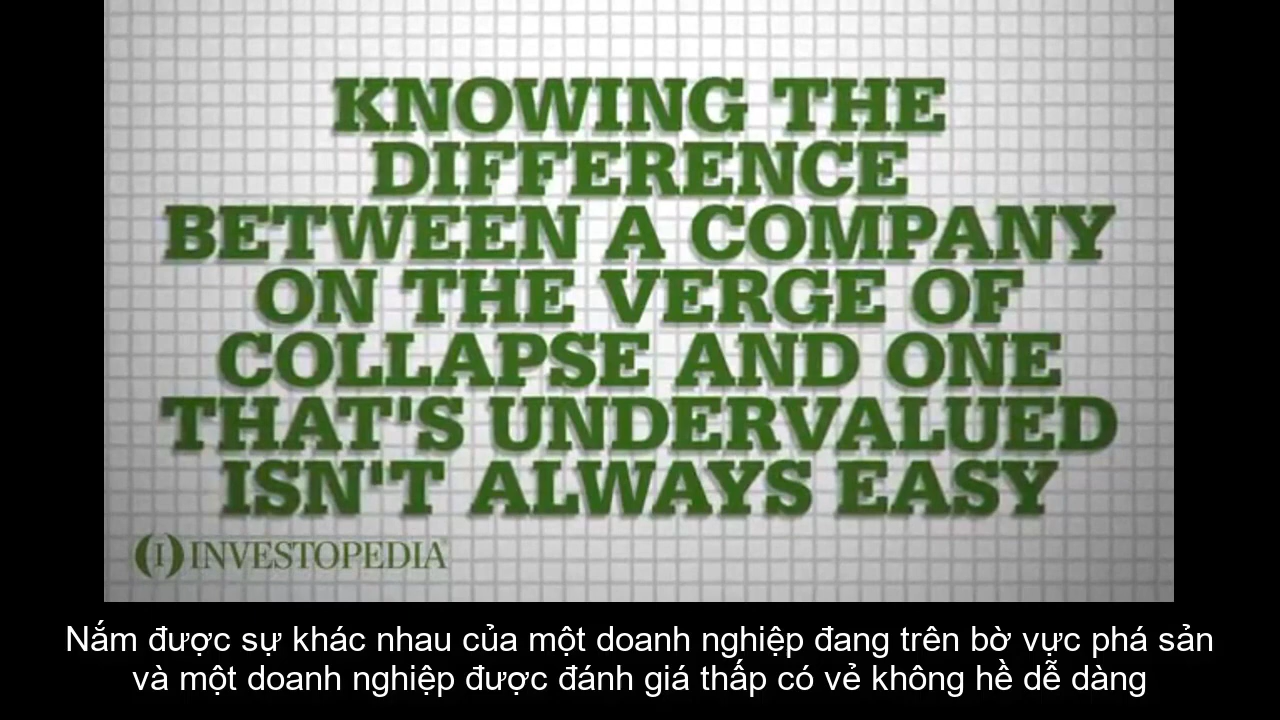 KNOWING THE
DIFFERENCE
BETWEEN A COMPANY
ON THE VERGE OF
COLLAPSE AND ONE
THAT'S UNDERVALUED
ISN'T ALWAYS EASY
(I) INVESTOPEDIA
Nắm được sự khác nhau của một doanh nghiệp đang trên bờ vực phá sản
và một doanh nghiệp được đánh giá thấp có vẻ không hề dễ dàng